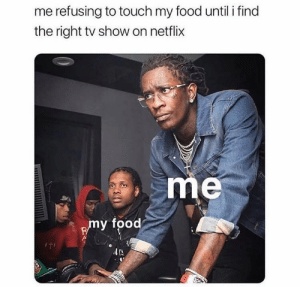 me refusing to touch my food until i find
the right tv show on netflix
me
my food